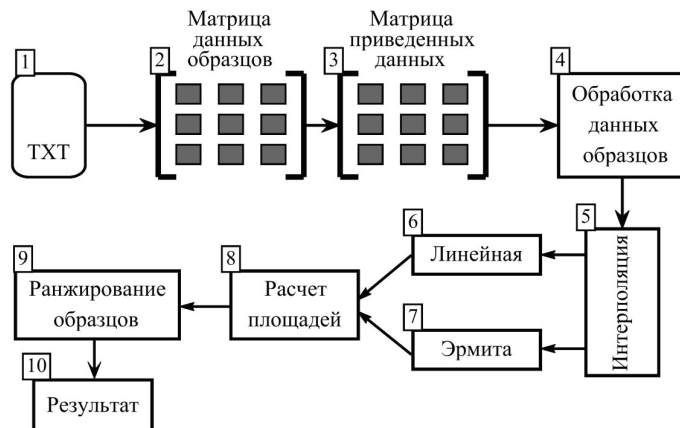 1
ТХТ
2
Матрица
данных
образцов
3
Матрица
приведенных
данных
4
Обработка
данных
образцов
5
Интерполяция
6
Линейная
7
Эрмита
8
Расчет
площадей
9
Ранжирование
образцов
10
Результат